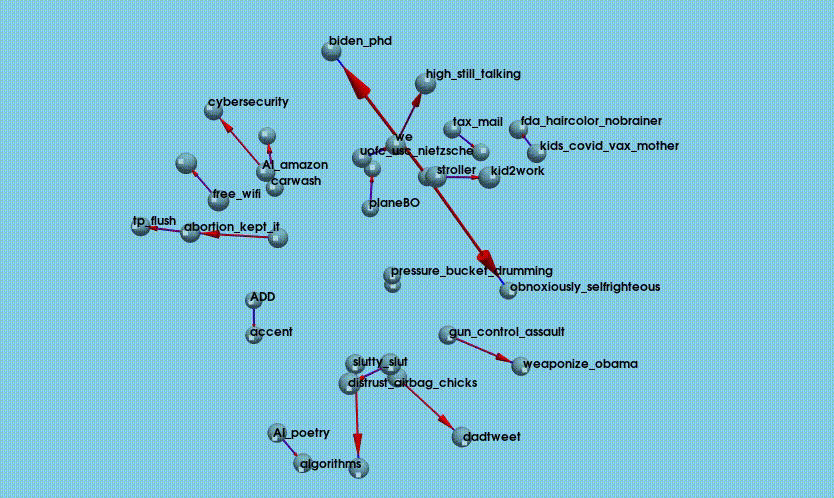 biden_phd
high_still_talking
cybersecurity
tax_mail
fda_haircolor_nobrainer
we
kids_covid_vax_mother
uofc_usc_nietzsche
AI_amazon
stroller
kid2work
carwash
free_wifi
planeBO
tp_flush
abortion_kept_it
pressure_bucket_drumming
obnoxiously_selfrighteous
ADD
accent
gun_control_assault
slutty_slut
weaponize_obama
distrust_airbag_chicks
AI_poetry
dadtweet
algorithms